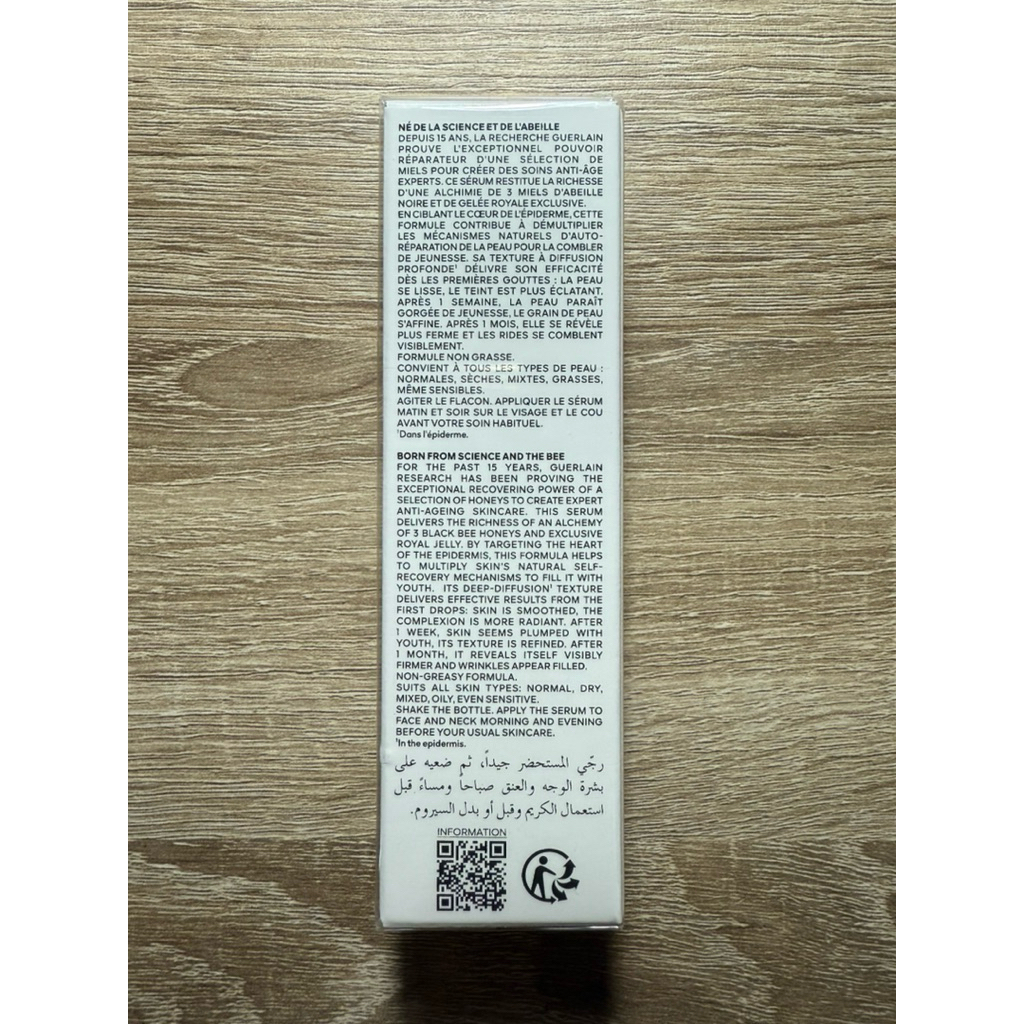 NÉ DE LA SCIENCE ET DE L'ABEILLE
DEPUIS 15 ANS, LA RECHERCHE GUERLAIN
PROUVE L'EXCEPTIONNEL POUVOIR
RÉPARATEUR D'UNE SÉLECTION DE
MIELS POUR CRÉER DES SOINS ANTI-ÂGE
EXPERTS. CE SÉRUM RESTITUE LA RICHESSE
D'UNE ALCHIMIE DE 3 MIELS D'ABEILLE
NOIRE ET DE GELÉE ROYALE EXCLUSIVE.
EN CIBLANT LE CŒUR DE L'ÉPIDERME, CETTE
FORMULE CONTRIBUE À DÉMULTIPLIER
LES MÉCANISMES NATURELS D'AUTO-
RÉPARATION DE LA PEAU POUR LA COMBLER
DE JEUNESSE. SA TEXTURE À DIFFUSION
PROFONDE¹ DÉLIVRE SON EFFICACITÉ
DÈS LES PREMIÈRES GOUTTES : LA PEAU
SE LISSE, LE TEINT EST PLUS ÉCLATANT.
APRÈS 1 SEMAINE, LA PEAU PARAÎT
GORGÉE DE JEUNESSE, LE GRAIN DE PEAU
S'AFFINE. APRÈS 1 MOIS, ELLE SE RÉVÈLE
PLUS FERME ET LES RIDES SE COMBLENT
VISIBLEMENT.
FORMULE NON GRASSE.
CONVIENT À TOUS LES TYPES DE PEAU :
NORMALES, SÈCHES, MIXTES, GRASSES,
MÊME SENSIBLES.
AGITER LE FLACON. APPLIQUER LE SÉRUM
MATIN ET SOIR SUR LE VISAGE ET LE COU
AVANT VOTRE SOIN HABITUEL.
¹Dans l'épiderme.
BORN FROM SCIENCE AND THE BEE
FOR THE PAST 15 YEARS, GUERLAIN
RESEARCH HAS BEEN PROVING THE
EXCEPTIONAL RECOVERING POWER OF A
SELECTION OF HONEYS TO CREATE EXPERT
ANTI-AGEING SKINCARE. THIS SERUM
DELIVERS THE RICHNESS OF AN ALCHEMY
OF 3 BLACK BEE HONEYS AND EXCLUSIVE
ROYAL JELLY. BY TARGETING THE HEART
OF THE EPIDERMIS, THIS FORMULA HELPS
TO MULTIPLY SKIN'S NATURAL SELF-
RECOVERY MECHANISMS TO FILL IT WITH
YOUTH. ITS DEEP-DIFFUSION¹ TEXTURE
DELIVERS EFFECTIVE RESULTS FROM THE
FIRST DROPS: SKIN IS SMOOTHED, THE
COMPLEXION IS MORE RADIANT. AFTER
1 WEEK, SKIN SEEMS PLUMPED WITH
YOUTH, ITS TEXTURE IS REFINED. AFTER
1 MONTH, IT REVEALS ITSELF VISIBLY
FIRMER AND WRINKLES APPEAR FILLED.
NON-GREASY FORMULA.
SUITS ALL SKIN TYPES: NORMAL, DRY,
MIXED, OILY, EVEN SENSITIVE.
SHAKE THE BOTTLE. APPLY THE SERUM TO
FACE AND NECK MORNING AND EVENING
BEFORE YOUR USUAL SKINCARE.
¹In the epidermis.
رجّي المستحضر جيداً، ثم ضعيه على
بشرة الوجه والعنق صباحاً ومساءً قبل
استعمال الكريم وقبل أو بدل السيروم.
INFORMATION